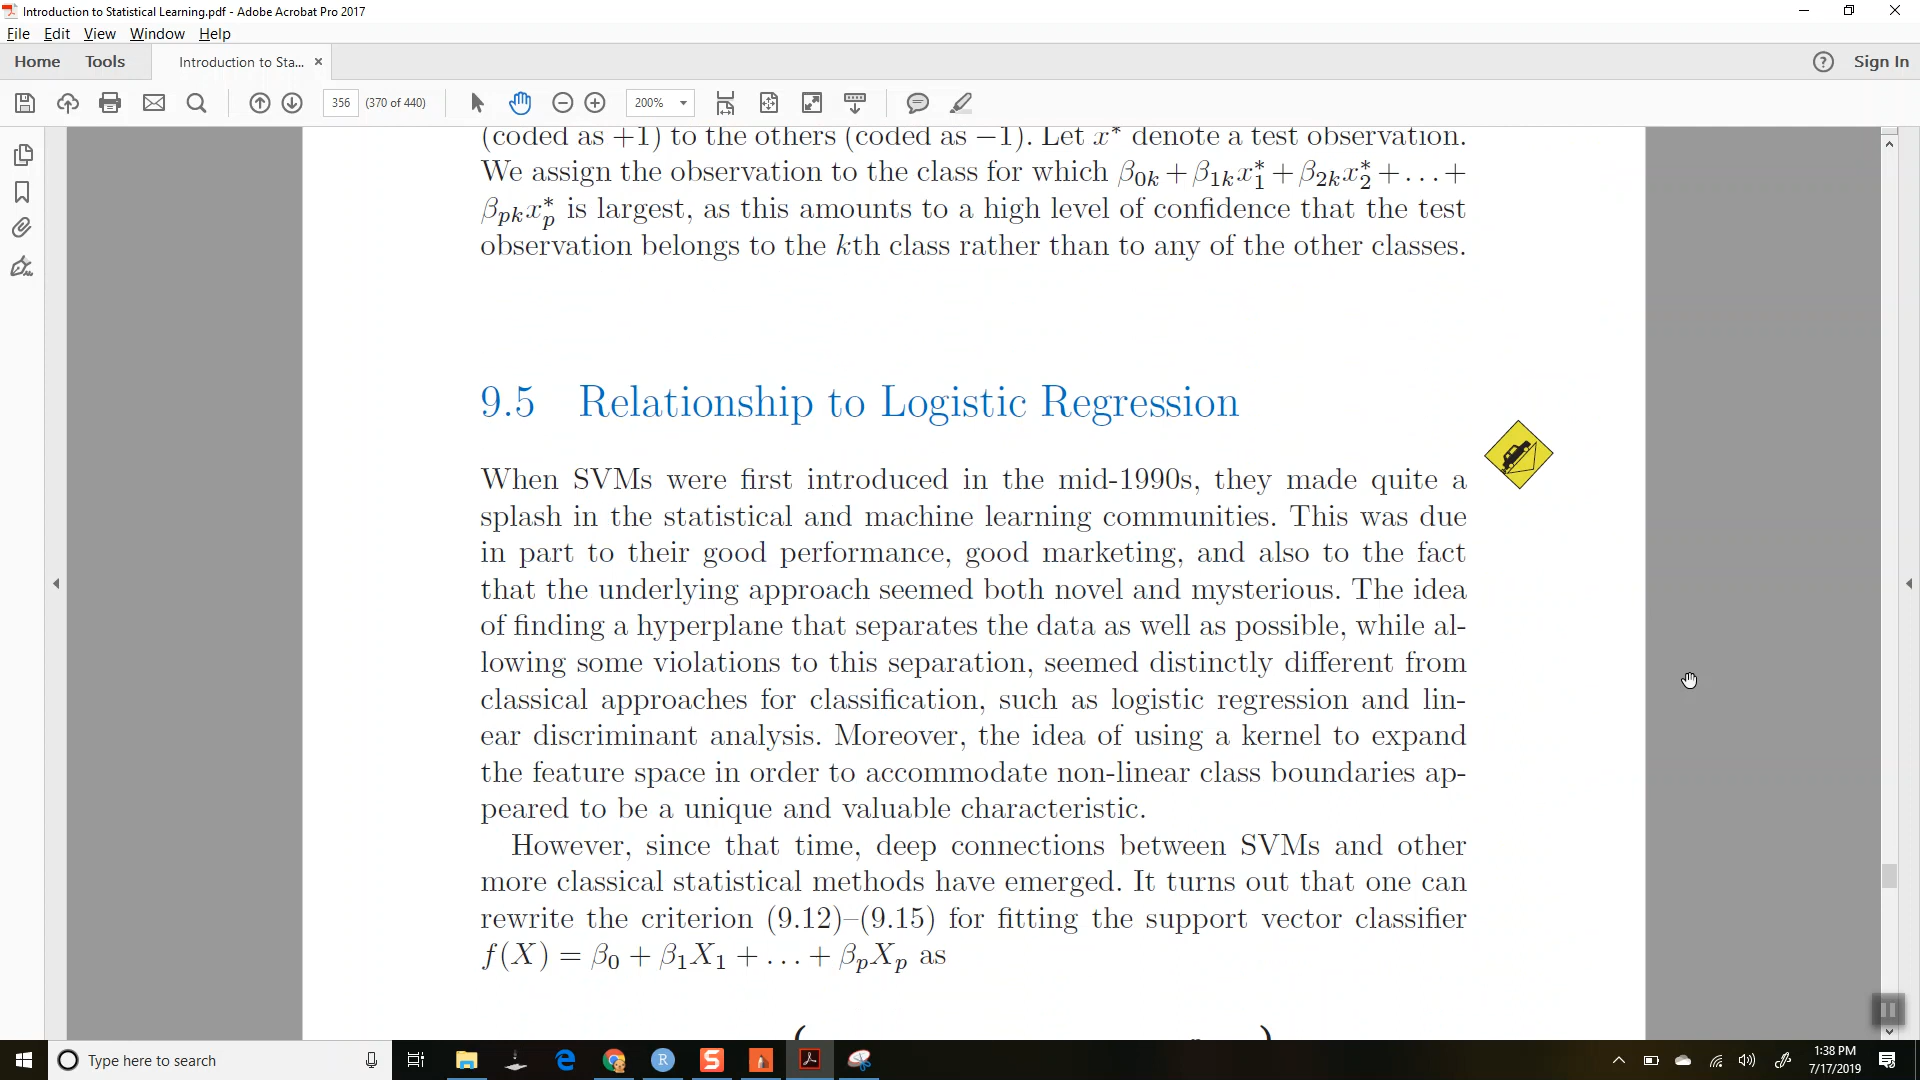 Introduction to Statistical Learning.pdf - Adobe Acrobat Pro 2017
File Edit View Window Help
Home Tools Introduction to Sta... × ? Sign In
356 (370 of 440) 200%
(coded as +1) to the others (coded as −1). Let x* denote a test observation.
We assign the observation to the class for which β₀ₖ + β₁ₖx₁* + β₂ₖx₂* + . . . +
βₚₖxₚ* is largest, as this amounts to a high level of confidence that the test
observation belongs to the kth class rather than to any of the other classes.
9.5 Relationship to Logistic Regression
When SVMs were first introduced in the mid-1990s, they made quite a
splash in the statistical and machine learning communities. This was due
in part to their good performance, good marketing, and also to the fact
that the underlying approach seemed both novel and mysterious. The idea
of finding a hyperplane that separates the data as well as possible, while al-
lowing some violations to this separation, seemed distinctly different from
classical approaches for classification, such as logistic regression and lin-
ear discriminant analysis. Moreover, the idea of using a kernel to expand
the feature space in order to accommodate non-linear class boundaries ap-
peared to be a unique and valuable characteristic.
However, since that time, deep connections between SVMs and other
more classical statistical methods have emerged. It turns out that one can
rewrite the criterion (9.12)–(9.15) for fitting the support vector classifier
f(X) = β₀ + β₁X₁ + . . . + βₚXₚ as
Type here to search
1:38 PM
7/17/2019